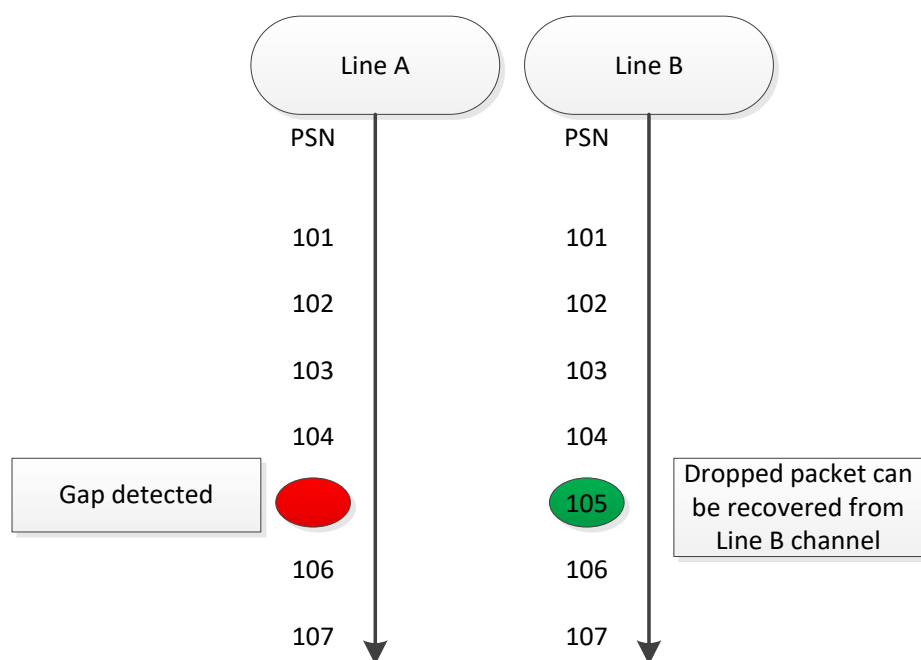 Line A
Line B
PSN
PSN
101
101
102
102
103
103
104
104
Gap detected
105
Dropped packet can
be recovered from
Line B channel
106
106
107
107